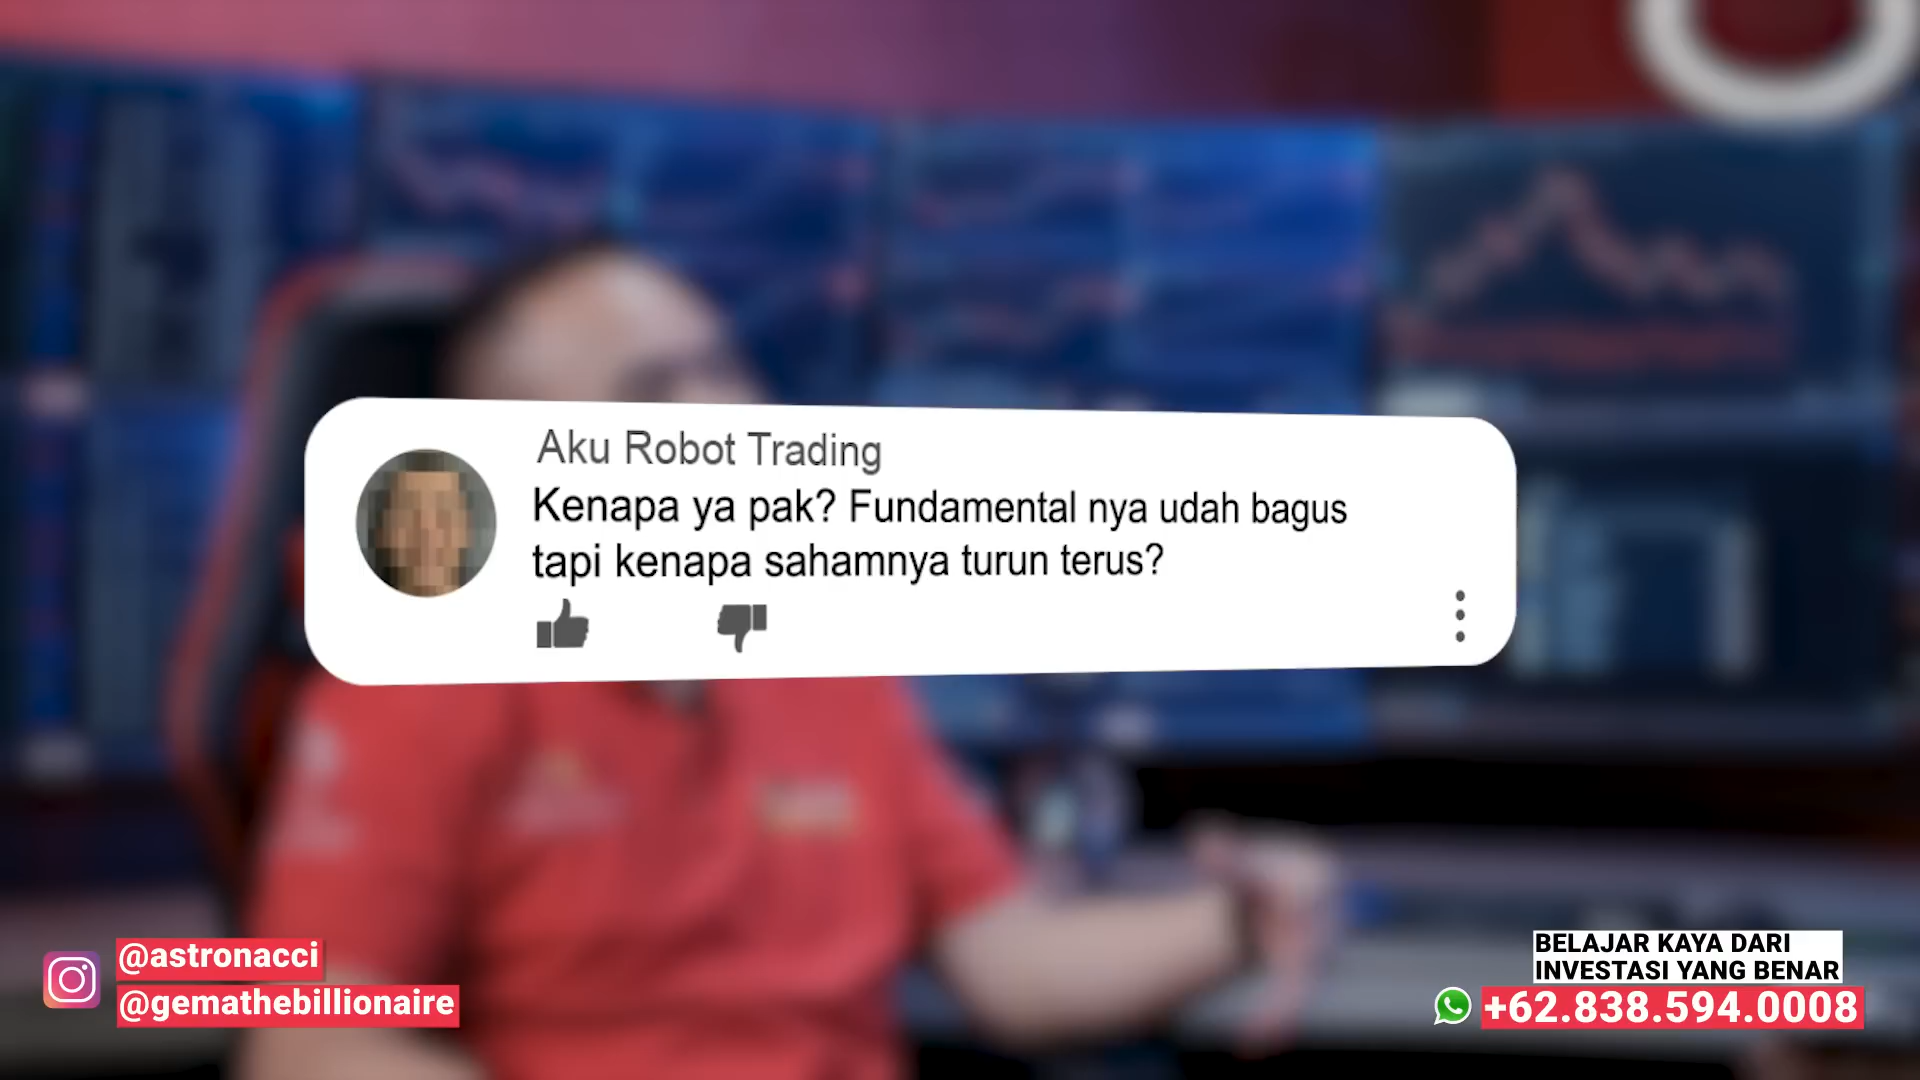 Aku Robot Trading
Kenapa ya pak? Fundamental nya udah bagus
tapi kenapa sahamnya turun terus?
@astronacci
@gemathebillionaire
BELAJAR KAYA DARI
INVESTASI YANG BENAR
+62.838.594.0008